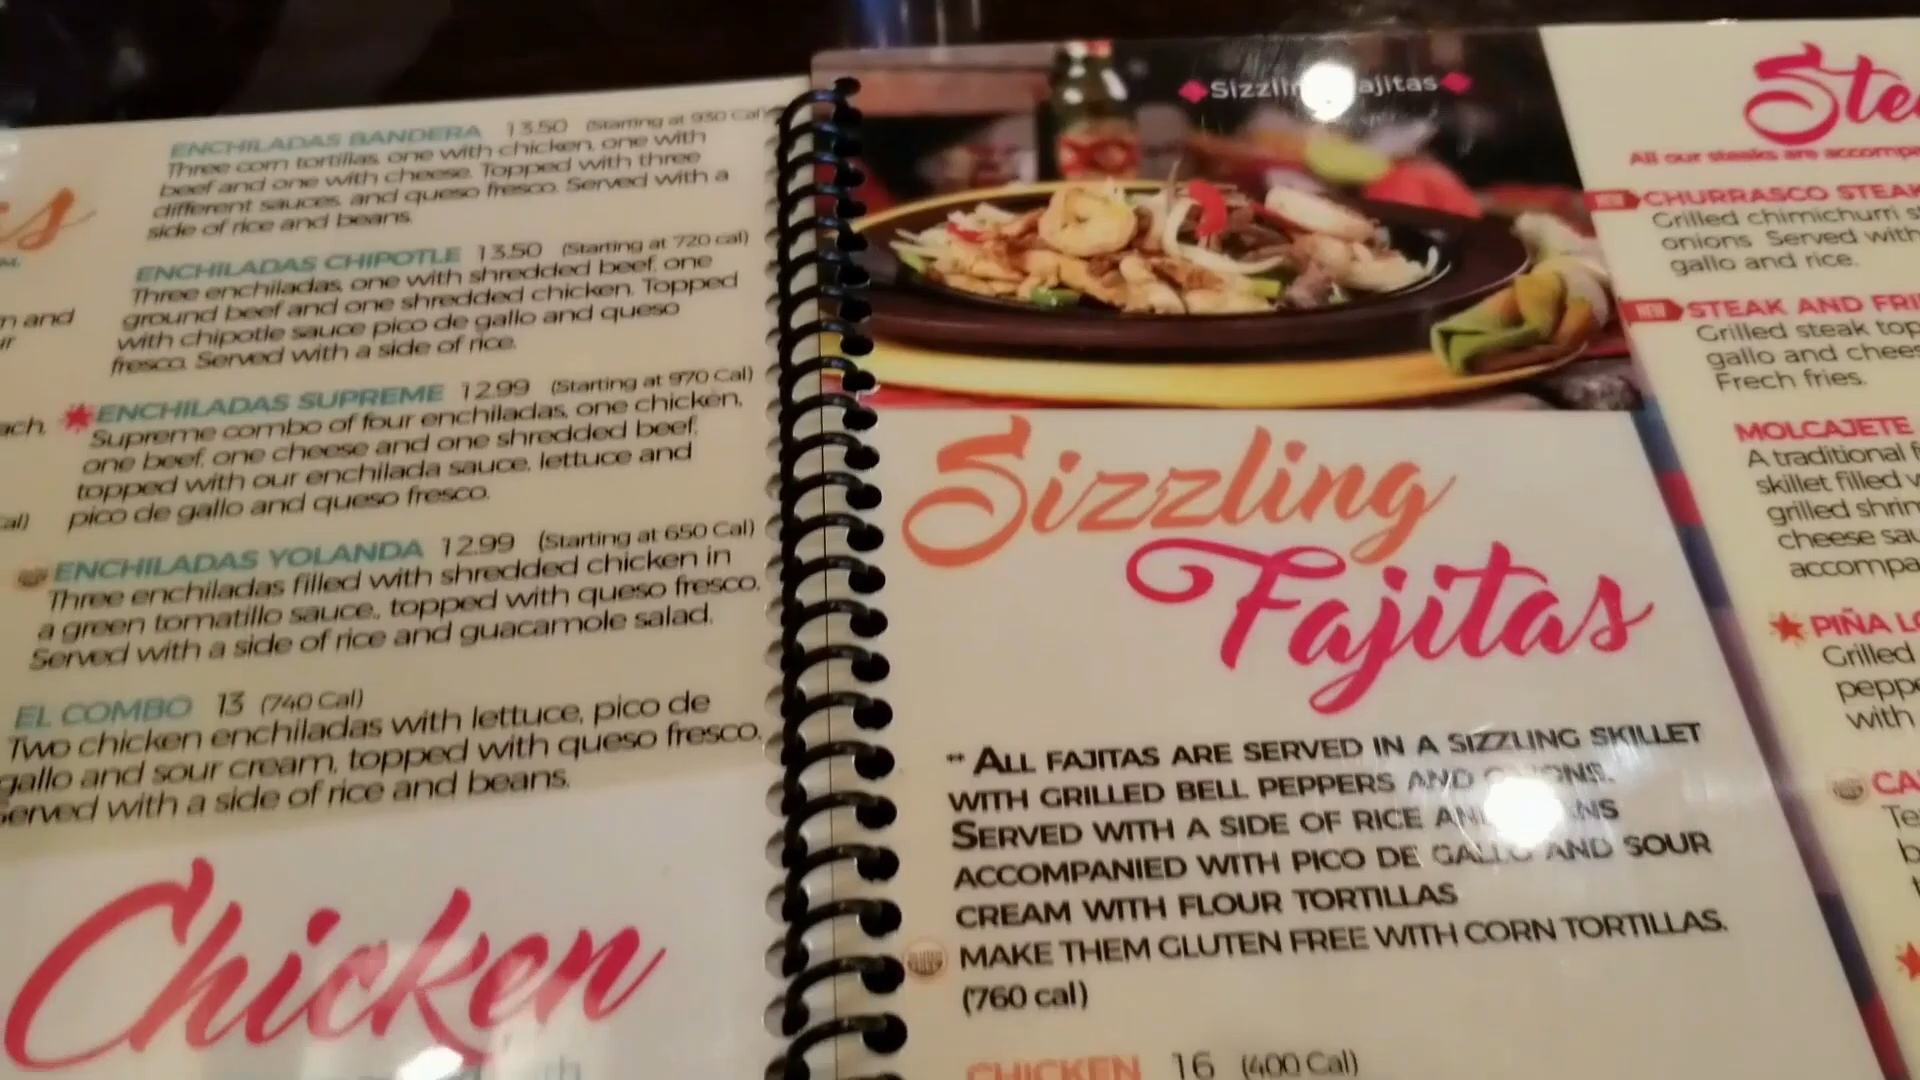 ENCHILADAS BANDERA 13.50 (Starting at 930 Cal)
Three corn tortillas, one with chicken, one with
beef and one with cheese. Topped with three
different sauces, and queso fresco. Served with a
side of rice and beans.
ENCHILADAS CHIPOTLE 13.50 (Starting at 720 cal)
Three enchiladas, one with shredded beef, one
ground beef and one shredded chicken. Topped
with chipotle sauce pico de gallo and queso
fresco. Served with a side of rice.
ENCHILADAS SUPREME 12.99 (Starting at 970 Cal)
Supreme combo of four enchiladas, one chicken,
one beef, one cheese and one shredded beef,
topped with our enchilada sauce, lettuce and
pico de gallo and queso fresco.
ENCHILADAS YOLANDA 12.99 (Starting at 650 Cal)
Three enchiladas filled with shredded chicken in
a green tomatillo sauce., topped with queso fresco.
Served with a side of rice and guacamole salad.
EL COMBO 13 (740 Cal)
Two chicken enchiladas with lettuce, pico de
gallo and sour cream, topped with queso fresco.
Served with a side of rice and beans.
Chicken
Sizzling
Fajitas
** ALL FAJITAS ARE SERVED IN A SIZZLING SKILLET
WITH GRILLED BELL PEPPERS AND
SERVED WITH A SIDE OF RICE
ACCOMPANIED WITH PICO DE GALLO AND SOUR
CREAM WITH FLOUR TORTILLAS
MAKE THEM GLUTEN FREE WITH CORN TORTILLAS.
(760 cal)
CHICKEN 16 (400 Cal)
All our steaks are
NEW CHURRASCO STEAK
Grilled chimichurri
onions Served with
gallo and rice.
NEW STEAK AND
Grilled steak
gallo and
Frech fries.
MOLCAJETE
A traditional
skillet filled
grilled
cheese
PIÑA
Grilled
with